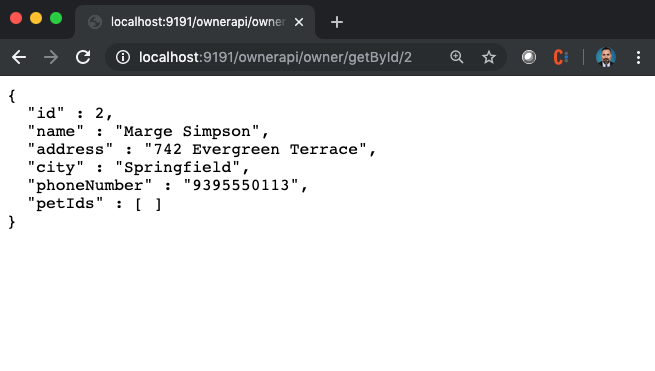 localhost:9191/ownerapi/owner
localhost:9191/ownerapi/owner/getById/2
{
"id" : 2,
"name" : "Marge Simpson",
"address" : "742 Evergreen Terrace",
"city" : "Springfield",
"phoneNumber" : "9395550113",
"petIds" : [ ]
}